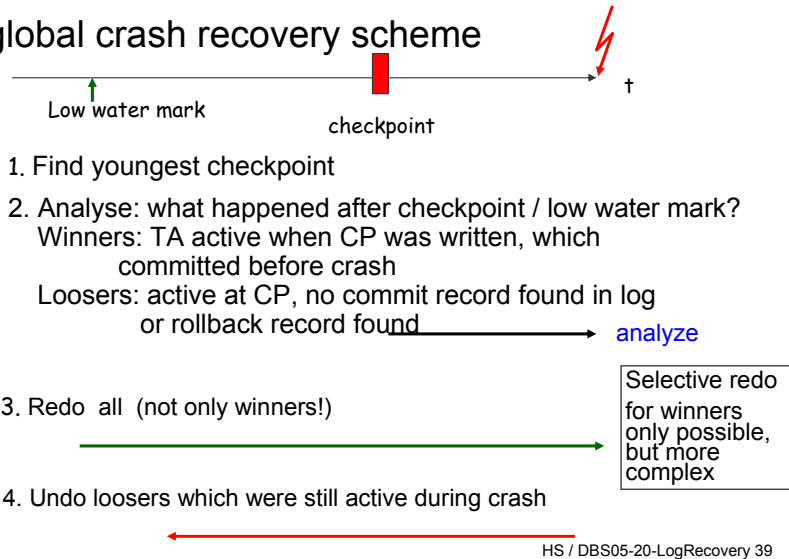 global crash recovery scheme
t
Low water mark
checkpoint
1. Find youngest checkpoint
2. Analyse: what happened after checkpoint / low water mark?
Winners: TA active when CP was written, which
committed before crash
Loosers: active at CP, no commit record found in log
or rollback record found
analyze
Selective redo
for winners
only possible,
but more
complex
3. Redo all (not only winners!)
4. Undo loosers which were still active during crash
HS / DBS05-20-LogRecovery 39